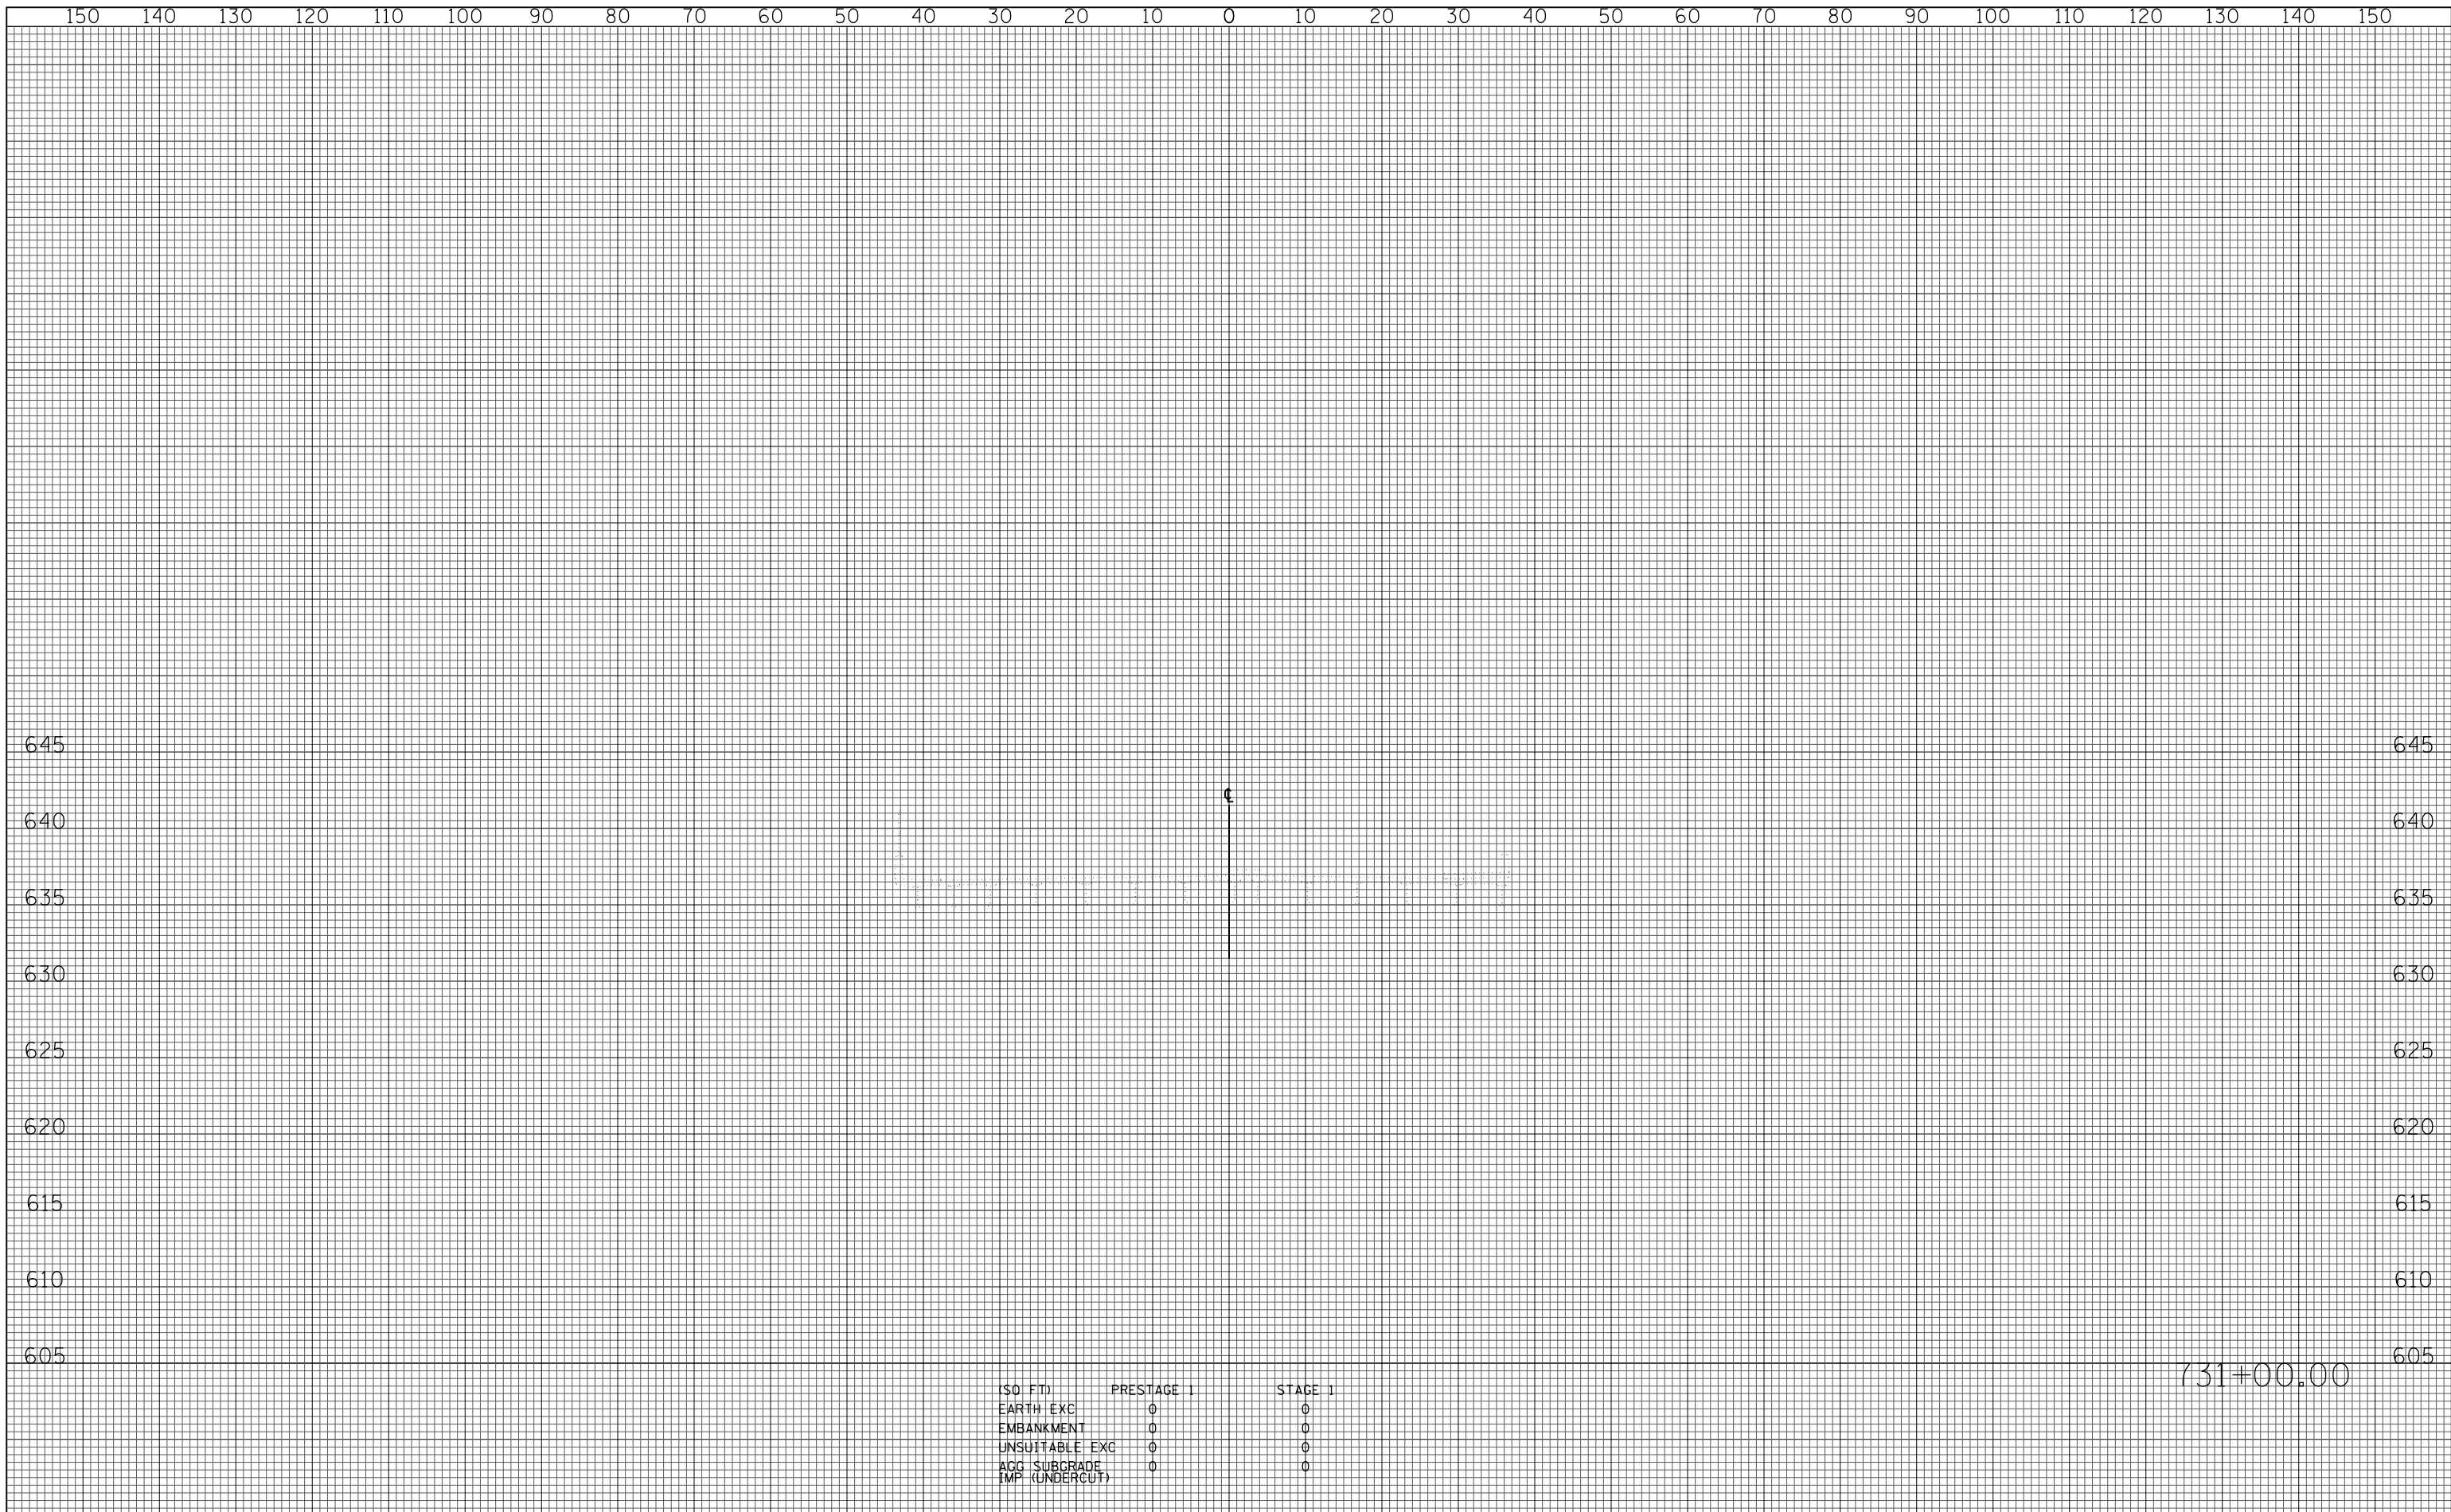 150 140 130 120 110 100 90 80 70 60 50 40 30 20 10 0 10 20 30 40 50 60 70 80 90 100 110 120 130 140 150
645 645
℄
640 640
635 635
630 630
625 625
620 620
615 615
610 610
605 605
731+00.00
(SQ FT) PRESTAGE 1 STAGE 1
EARTH EXC 0 0
EMBANKMENT 0 0
UNSUITABLE EXC 0 0
AGG SUBGRADE 0 0
IMP (UNDERCUT)